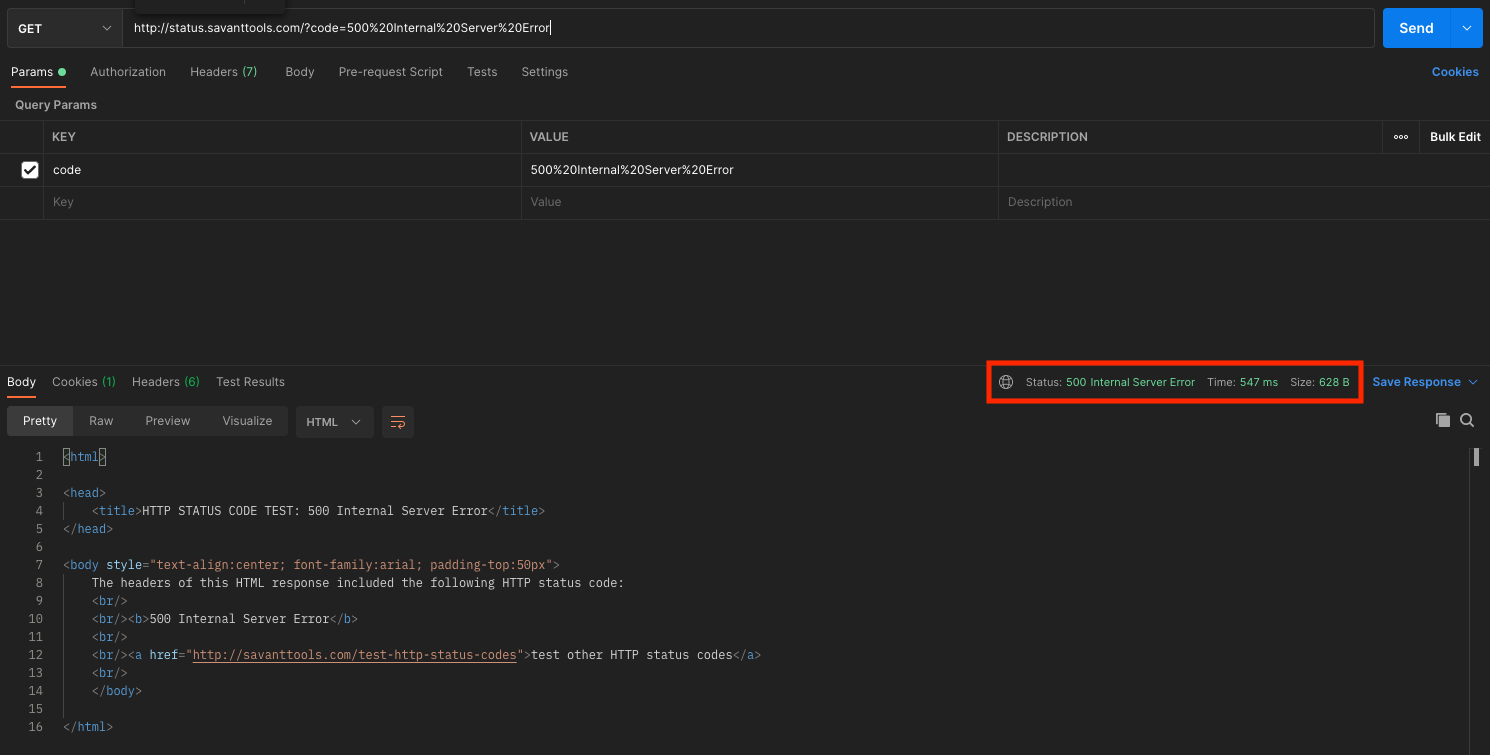 GET http://status.savanttools.com/?code=500%20Internal%20Server%20Error Send
Params Authorization Headers (7) Body Pre-request Script Tests Settings Cookies
Query Params
KEY VALUE DESCRIPTION ooo Bulk Edit
code 500%20Internal%20Server%20Error
Key Value Description
Body Cookies (1) Headers (6) Test Results Status: 500 Internal Server Error Time: 547 ms Size: 628 B Save Response
Pretty Raw Preview Visualize HTML
1 <html>
2
3 <head>
4 <title>HTTP STATUS CODE TEST: 500 Internal Server Error</title>
5 </head>
6
7 <body style="text-align:center; font-family:arial; padding-top:50px">
8 The headers of this HTML response included the following HTTP status code:
9 <br/>
10 <br/><b>500 Internal Server Error</b>
11 <br/>
12 <br/><a href="http://savanttools.com/test-http-status-codes">test other HTTP status codes</a>
13 <br/>
14 </body>
15
16 </html>